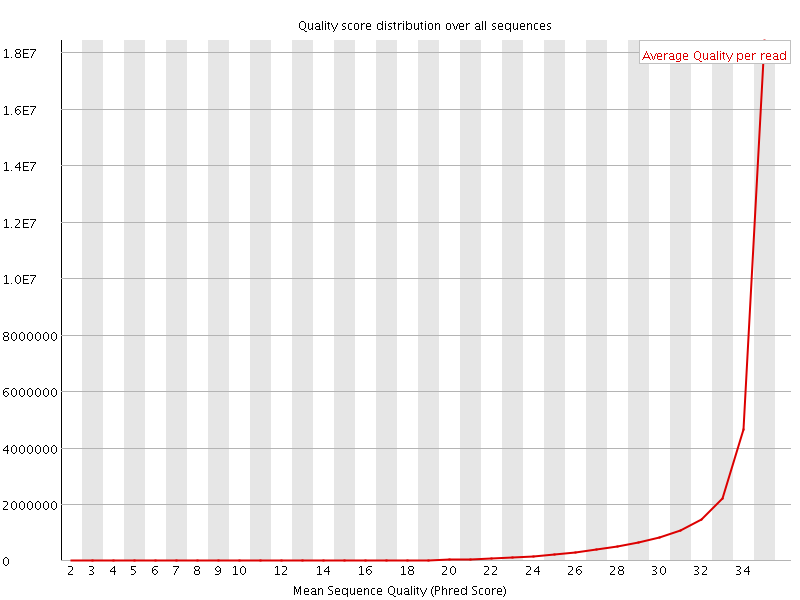 Quality score distribution over all sequences
Average Quality per read
1.8E7
1.6E7
1.4E7
1.2E7
1.0E7
8000000
6000000
4000000
2000000
0
2 3 4 5 6 7 8 9 10 12 14 16 18 20 22 24 26 28 30 32 34
Mean Sequence Quality (Phred Score)